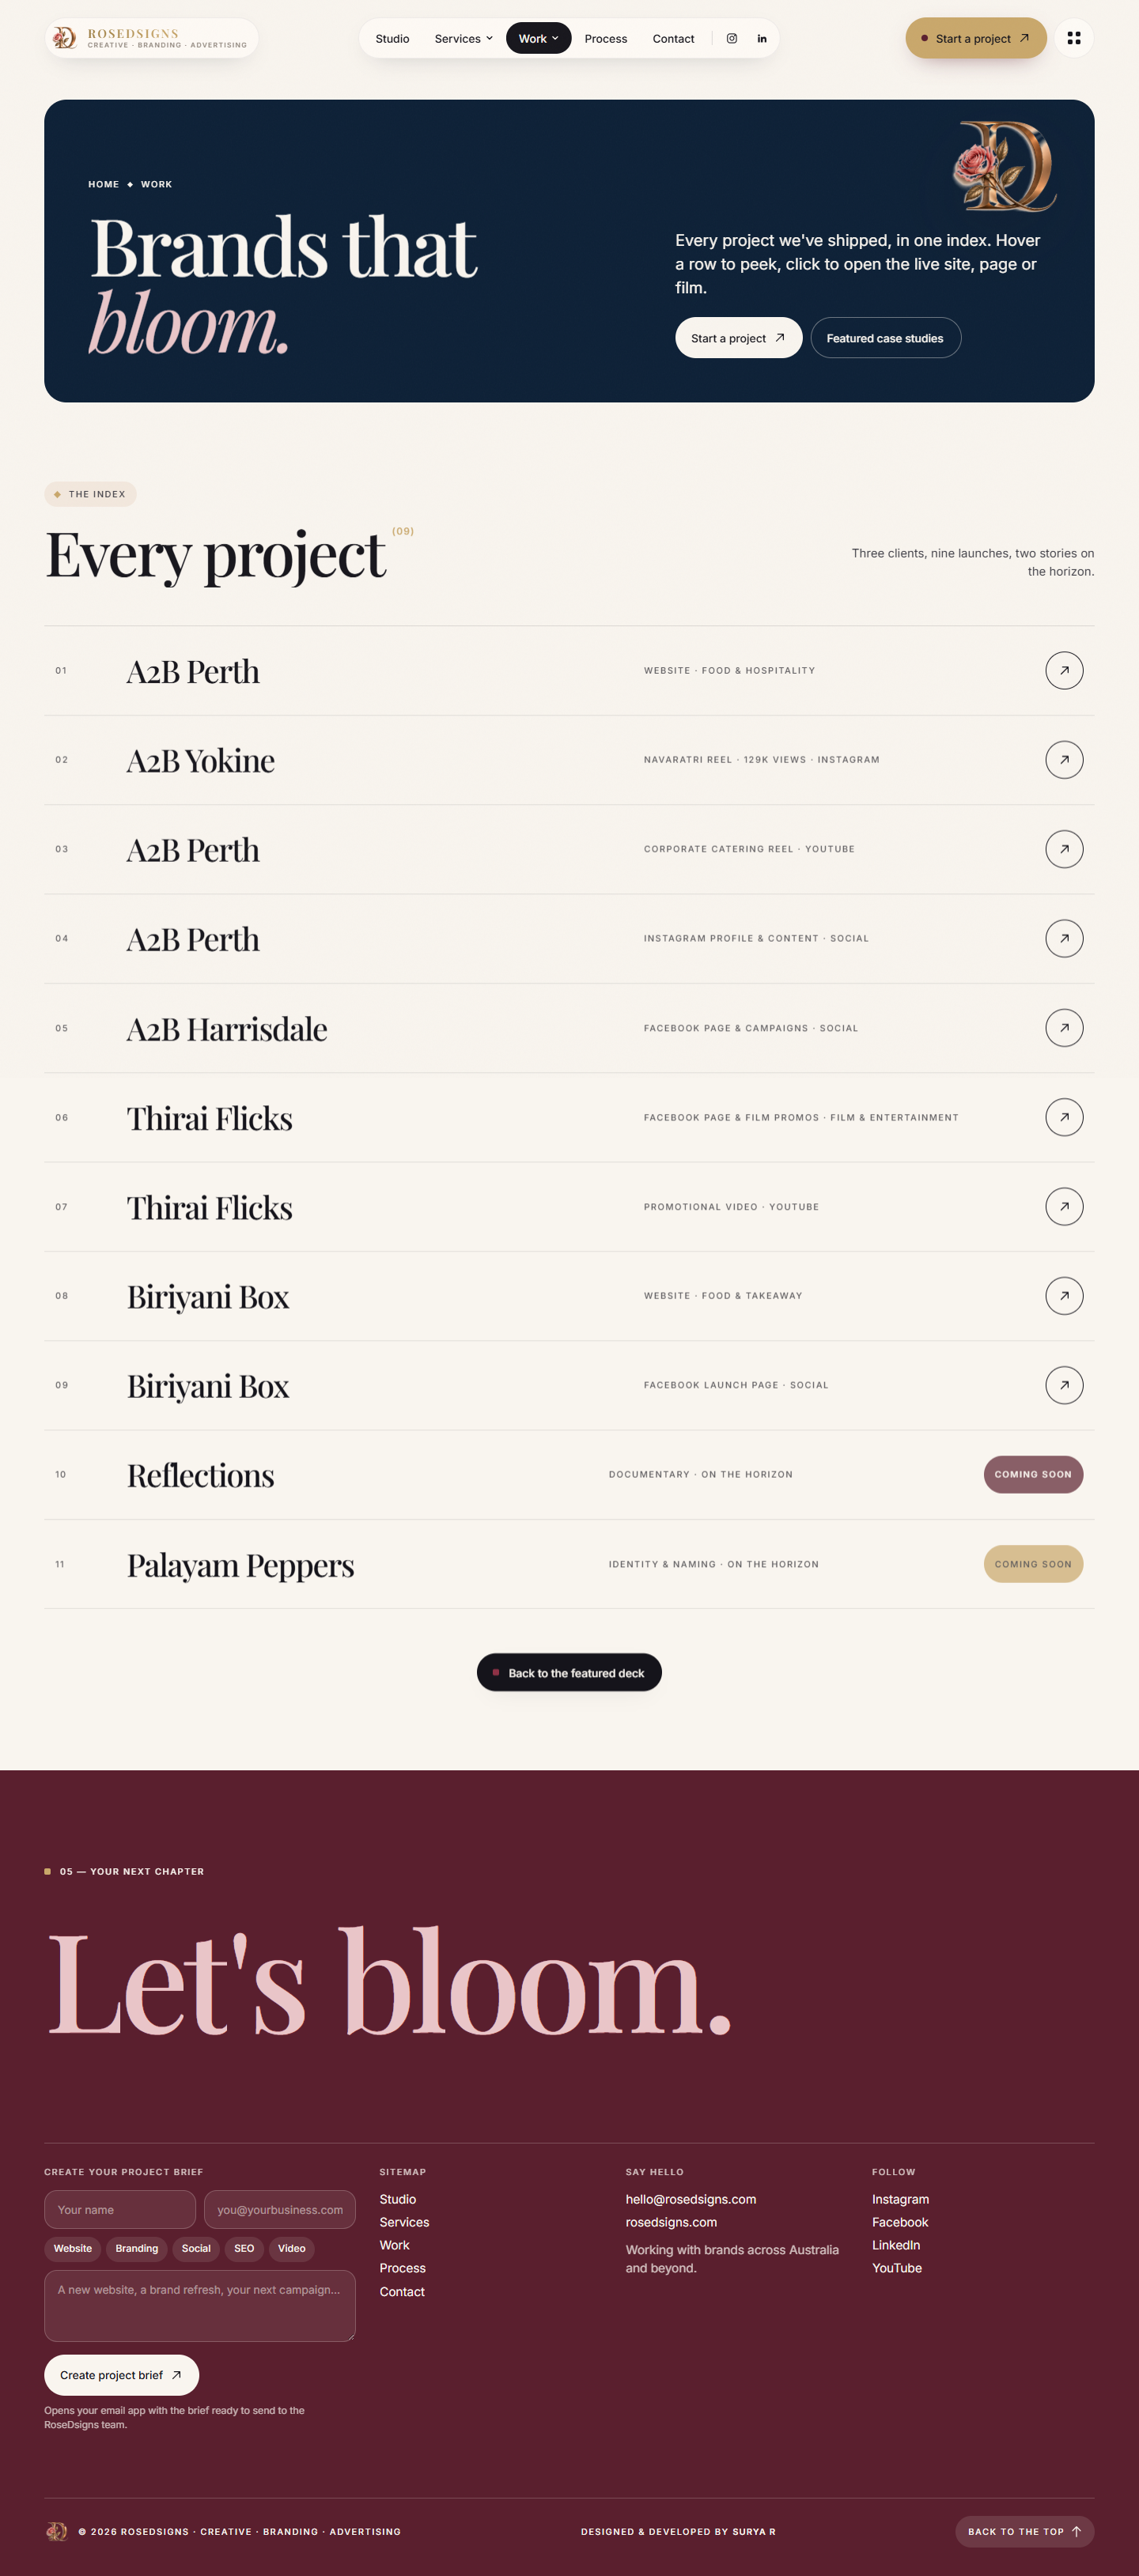 ROSEDSIGNS
CREATIVE · BRANDING · ADVERTISING
Studio
Services
Work
Process
Contact
Start a project
HOME ◆ WORK
Brands that
bloom.
Every project we've shipped, in one index. Hover
a row to peek, click to open the live site, page or
film.
Start a project
Featured case studies
THE INDEX
Every project (09)
Three clients, nine launches, two stories on
the horizon.
01 A2B Perth WEBSITE · FOOD & HOSPITALITY
02 A2B Yokine NAVARATRI REEL · 129K VIEWS · INSTAGRAM
03 A2B Perth CORPORATE CATERING REEL · YOUTUBE
04 A2B Perth INSTAGRAM PROFILE & CONTENT · SOCIAL
05 A2B Harrisdale FACEBOOK PAGE & CAMPAIGNS · SOCIAL
06 Thirai Flicks FACEBOOK PAGE & FILM PROMOS · FILM & ENTERTAINMENT
07 Thirai Flicks PROMOTIONAL VIDEO · YOUTUBE
08 Biriyani Box WEBSITE · FOOD & TAKEAWAY
09 Biriyani Box FACEBOOK LAUNCH PAGE · SOCIAL
10 Reflections DOCUMENTARY · ON THE HORIZON COMING SOON
11 Palayam Peppers IDENTITY & NAMING · ON THE HORIZON COMING SOON
Back to the featured deck
05 — YOUR NEXT CHAPTER
Let's bloom.
CREATE YOUR PROJECT BRIEF
Your name
you@yourbusiness.com
Website
Branding
Social
SEO
Video
A new website, a brand refresh, your next campaign...
Create project brief
Opens your email app with the brief ready to send to the
RoseDsigns team.
SITEMAP
Studio
Services
Work
Process
Contact
SAY HELLO
hello@rosedsigns.com
rosedsigns.com
Working with brands across Australia
and beyond.
FOLLOW
Instagram
Facebook
LinkedIn
YouTube
© 2026 ROSEDSIGNS · CREATIVE · BRANDING · ADVERTISING
DESIGNED & DEVELOPED BY SURYA R
BACK TO THE TOP